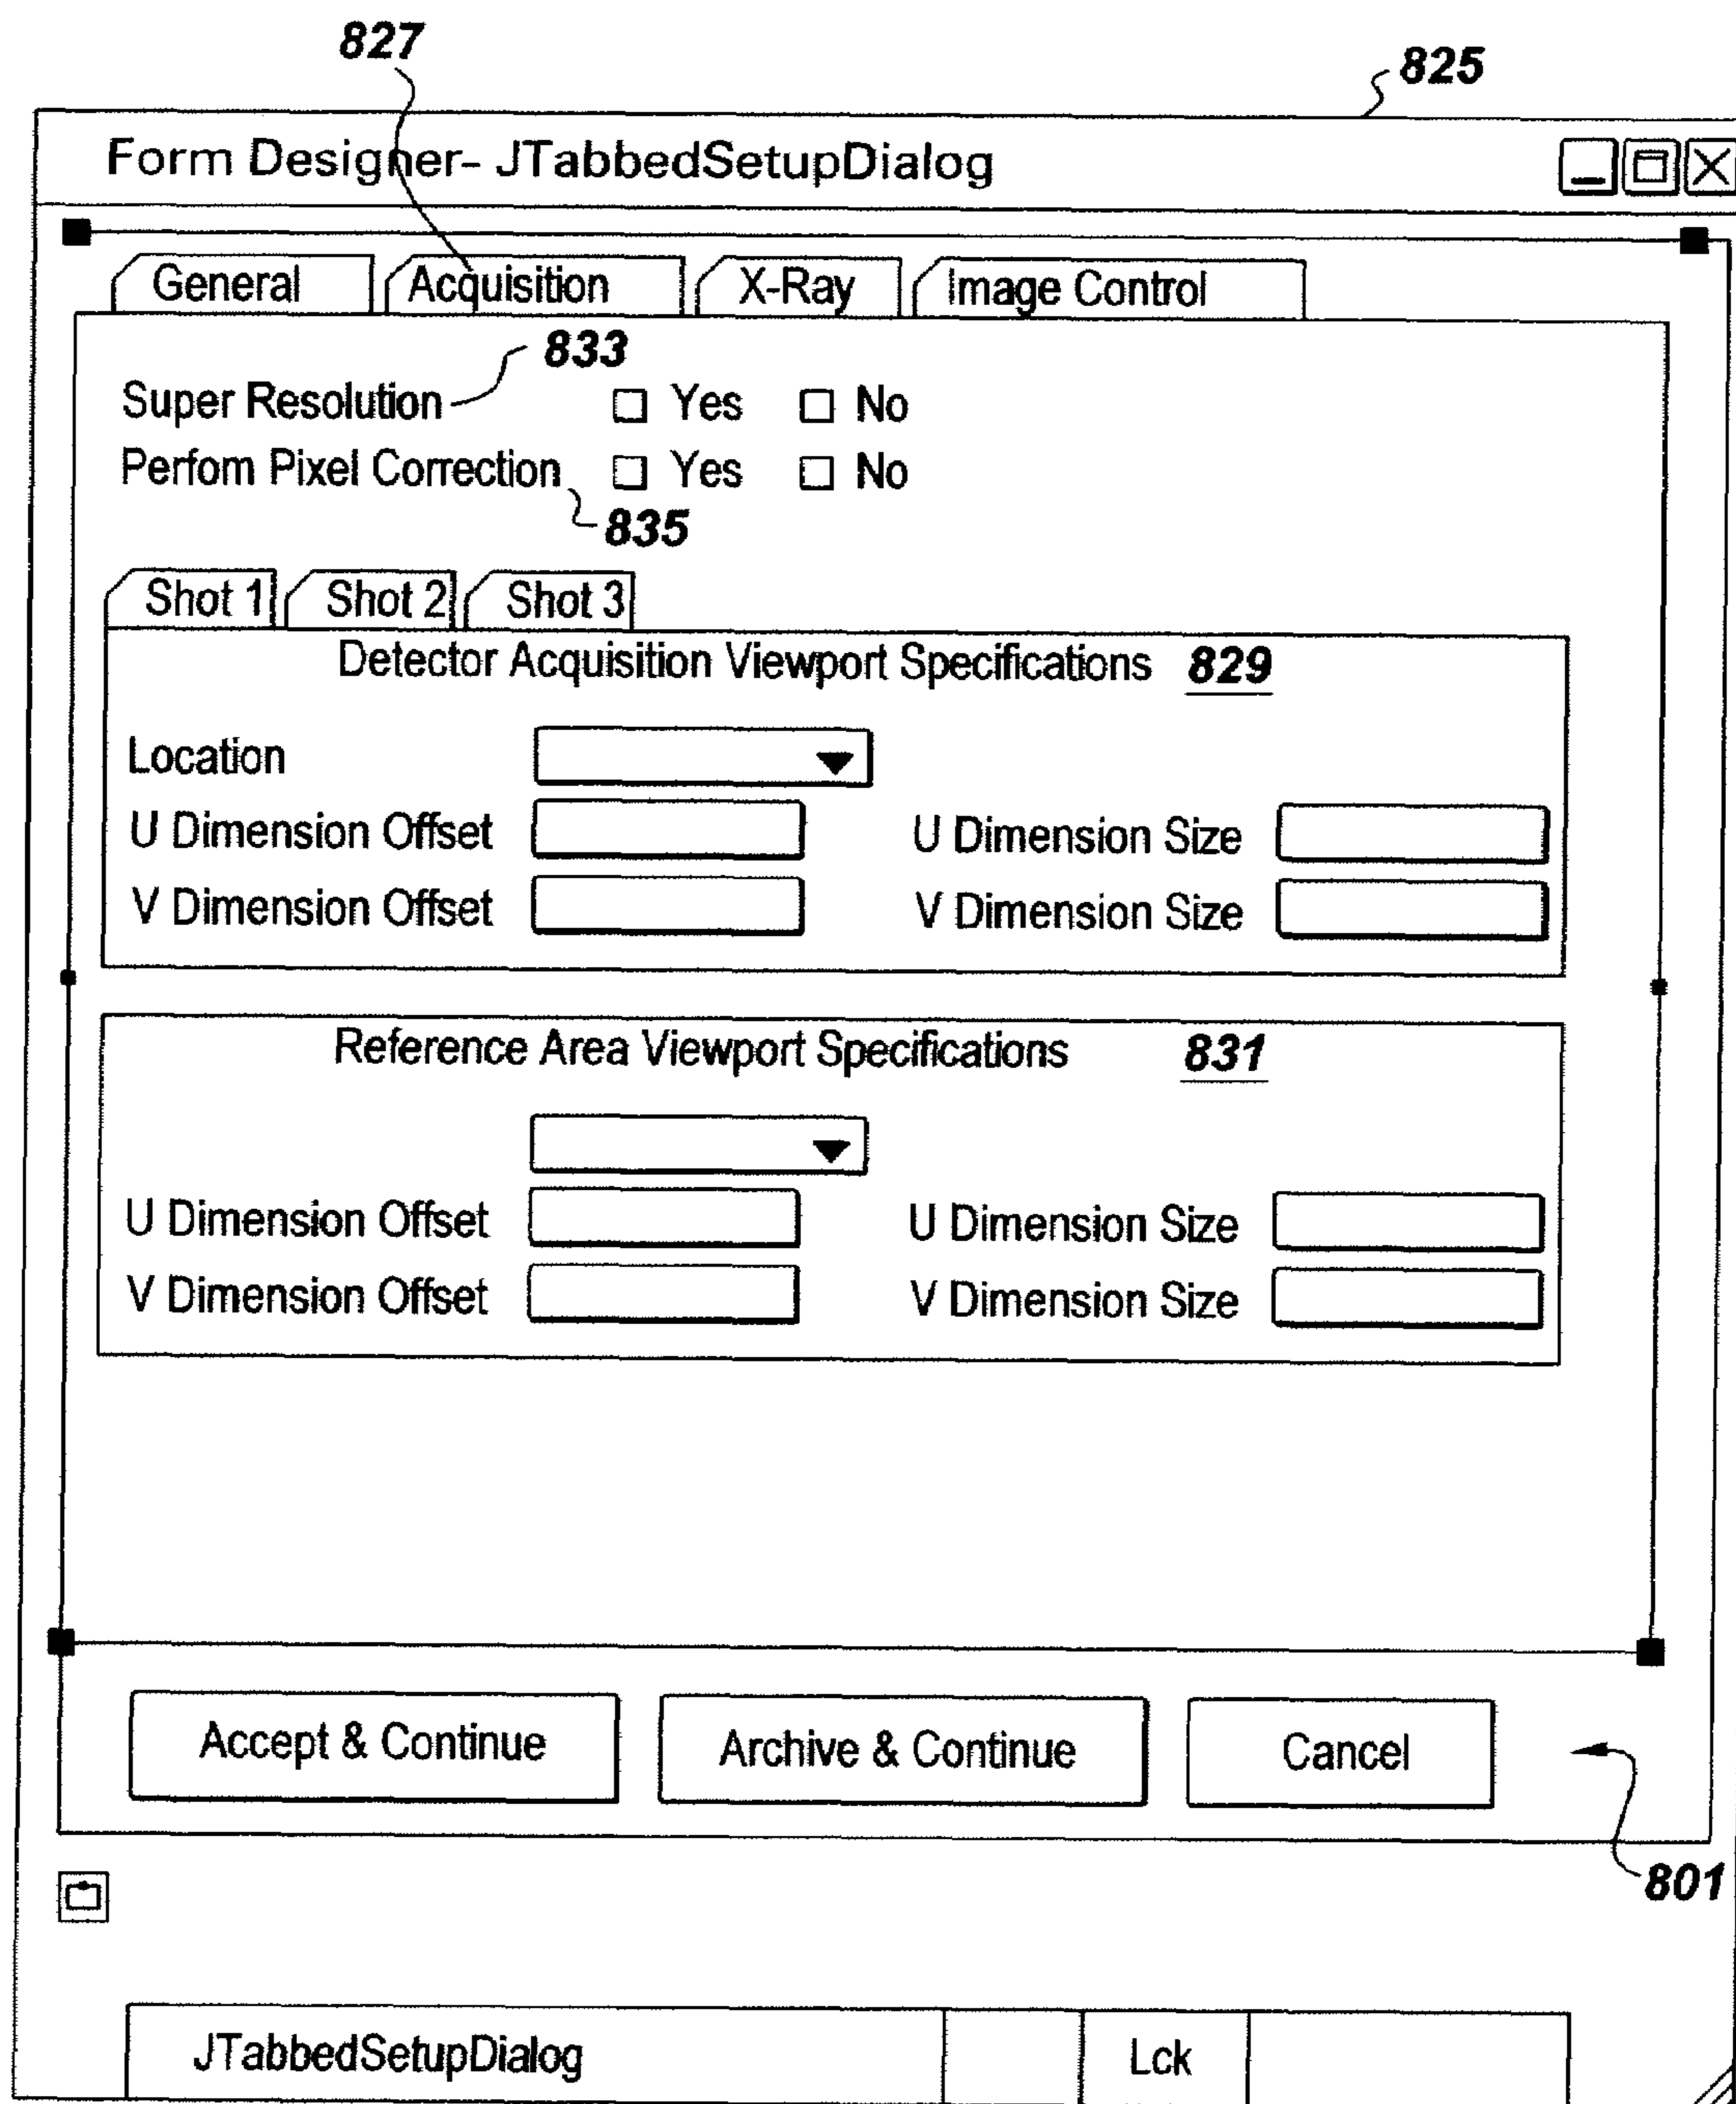 827
825
Form Designer- JTabbedSetupDialog
General Acquisition X-Ray Image Control
833
Super Resolution Yes No
Perfom Pixel Correction Yes No
835
Shot 1 Shot 2 Shot 3
Detector Acquisition Viewport Specifications 829
Location
U Dimension Offset U Dimension Size
V Dimension Offset V Dimension Size
Reference Area Viewport Specifications 831
U Dimension Offset U Dimension Size
V Dimension Offset V Dimension Size
Accept & Continue Archive & Continue Cancel
801
JTabbedSetupDialog Lck